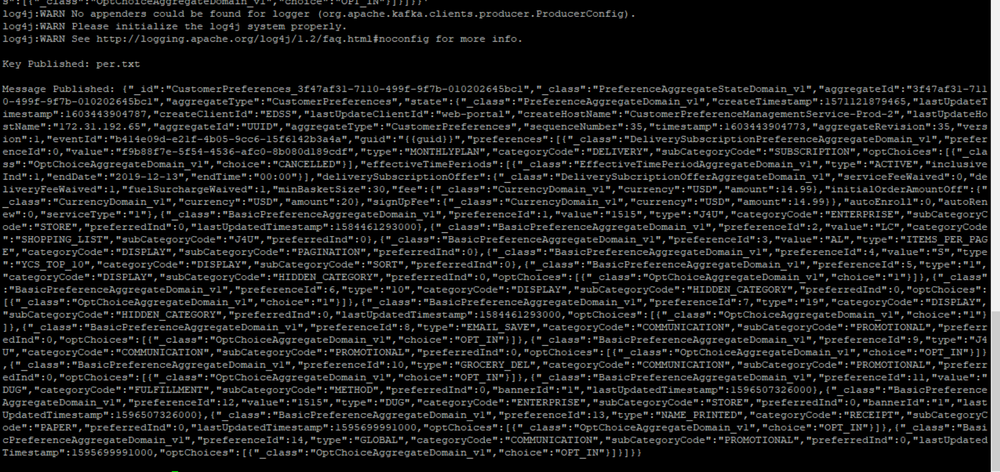 s":[{"_class":"OptChoiceAggregateDomain_v1","choice":"OPT_IN"}]}]}}'
log4j:WARN No appenders could be found for logger (org.apache.kafka.clients.producer.ProducerConfig).
log4j:WARN Please initialize the log4j system properly.
log4j:WARN See http://logging.apache.org/log4j/1.2/faq.html#noconfig for more info.
Key Published: per.txt
Message Published: {"_id":"CustomerPreferences_3f47af31-7110-499f-9f7b-010202645bc1","_class":"PreferenceAggregateStateDomain_v1","aggregateId":"3f47af31-711
0-499f-9f7b-010202645bc1","aggregateType":"CustomerPreferences","state":{"_class":"PreferenceAggregateDomain_v1","createTimestamp":1571121879465,"lastUpdateT
imestamp":1603443904787,"createClientId":"EDSS","lastUpdateClientId":"web-portal","createHostName":"CustomerPreferenceManagementService-Prod-2","lastUpdateHo
stName":"172.31.192.65","aggregateId":"UUID","aggregateType":"CustomerPreferences","sequenceNumber":35,"timestamp":1603443904773,"aggregateRevision":35,"vers
ion":1,"eventId":"b414e09d-e21f-4b05-9cc6-15f6142b3a4a","guid":"{{guid}}","preferences":[{"_class":"DeliverySubscriptionPreferenceAggregateDomain_v1","prefer
enceId":0,"value":"f9b88f7e-5f54-4536-afc0-8b080d189cdf","type":"MONTHLYPLAN","categoryCode":"DELIVERY","subCategoryCode":"SUBSCRIPTION","optChoices":[{"_cla
ss":"OptChoiceAggregateDomain_v1","choice":"CANCELLED"}],"effectiveTimePeriods":[{"_class":"EffectiveTimePeriodAggregateDomain_v1","type":"ACTIVE","inclusive
Ind":1,"endDate":"2019-12-13","endTime":"00:00"}],"deliverySubscriptionOffer":{"_class":"DeliverySubcriptionOfferAggregateDomain_v1","serviceFeeWaived":0,"de
liveryFeeWaived":1,"fuelSurchargeWaived":1,"minBasketSize":30,"fee":{"_class":"CurrencyDomain_v1","currency":"USD","amount":14.99},"initialOrderAmountOff":{"
_class":"CurrencyDomain_v1","currency":"USD","amount":20},"signUpFee":{"_class":"CurrencyDomain_v1","currency":"USD","amount":14.99}},"autoEnroll":0,"autoRen
ew":0,"serviceType":"1"},{"_class":"BasicPreferenceAggregateDomain_v1","preferenceId":1,"value":"1515","type":"J4U","categoryCode":"ENTERPRISE","subCategoryC
ode":"STORE","preferredInd":0,"lastUpdatedTimestamp":1584461293000},{"_class":"BasicPreferenceAggregateDomain_v1","preferenceId":2,"value":"LC","categoryCode
":"SHOPPING_LIST","subCategoryCode":"J4U","preferredInd":0},{"_class":"BasicPreferenceAggregateDomain_v1","preferenceId":3,"value":"AL","type":"ITEMS_PER_PAG
E","categoryCode":"DISPLAY","subCategoryCode":"PAGINATION","preferredInd":0},{"_class":"BasicPreferenceAggregateDomain_v1","preferenceId":4,"value":"S","type
":"YCS_TOP_10","categoryCode":"DISPLAY","subCategoryCode":"SORT","preferredInd":0},{"_class":"BasicPreferenceAggregateDomain_v1","preferenceId":5,"type":"1",
"categoryCode":"DISPLAY","subCategoryCode":"HIDDEN_CATEGORY","preferredInd":0,"optChoices":[{"_class":"OptChoiceAggregateDomain_v1","choice":"1"}]},{"_class"
:"BasicPreferenceAggregateDomain_v1","preferenceId":6,"type":"10","categoryCode":"DISPLAY","subCategoryCode":"HIDDEN_CATEGORY","preferredInd":0,"optChoices":
[{"_class":"OptChoiceAggregateDomain_v1","choice":"1"}]},{"_class":"BasicPreferenceAggregateDomain_v1","preferenceId":7,"type":"19","categoryCode":"DISPLAY",
"subCategoryCode":"HIDDEN_CATEGORY","preferredInd":0,"lastUpdatedTimestamp":1584461293000,"optChoices":[{"_class":"OptChoiceAggregateDomain_v1","choice":"1"}
]},{"_class":"BasicPreferenceAggregateDomain_v1","preferenceId":8,"type":"EMAIL_SAVE","categoryCode":"COMMUNICATION","subCategoryCode":"PROMOTIONAL","preferr
edInd":0,"optChoices":[{"_class":"OptChoiceAggregateDomain_v1","choice":"OPT_IN"}]},{"_class":"BasicPreferenceAggregateDomain_v1","preferenceId":9,"type":"J4
U","categoryCode":"COMMUNICATION","subCategoryCode":"PROMOTIONAL","preferredInd":0,"optChoices":[{"_class":"OptChoiceAggregateDomain_v1","choice":"OPT_IN"}]}
,{"_class":"BasicPreferenceAggregateDomain_v1","preferenceId":10,"type":"GROCERY_DEL","categoryCode":"COMMUNICATION","subCategoryCode":"PROMOTIONAL","preferr
edInd":0,"optChoices":[{"_class":"OptChoiceAggregateDomain_v1","choice":"OPT_IN"}]},{"_class":"BasicPreferenceAggregateDomain_v1","preferenceId":11,"value":"
DUG","categoryCode":"FULFILLMENT","subCategoryCode":"METHOD","preferredInd":0,"bannerId":"1","lastUpdatedTimestamp":1596507326000},{"_class":"BasicPreference
AggregateDomain_v1","preferenceId":12,"value":"1515","type":"DUG","categoryCode":"ENTERPRISE","subCategoryCode":"STORE","preferredInd":0,"bannerId":"1","last
UpdatedTimestamp":1596507326000},{"_class":"BasicPreferenceAggregateDomain_v1","preferenceId":13,"type":"NAME_PRINTED","categoryCode":"RECEIPT","subCategoryC
ode":"PAPER","preferredInd":0,"lastUpdatedTimestamp":1595699991000,"optChoices":[{"_class":"OptChoiceAggregateDomain_v1","choice":"OPT_IN"}]},{"_class":"Basi
cPreferenceAggregateDomain_v1","preferenceId":14,"type":"GLOBAL","categoryCode":"COMMUNICATION","subCategoryCode":"PROMOTIONAL","preferredInd":0,"lastUpdated
Timestamp":1595699991000,"optChoices":[{"_class":"OptChoiceAggregateDomain_v1","choice":"OPT_IN"}]}]}}